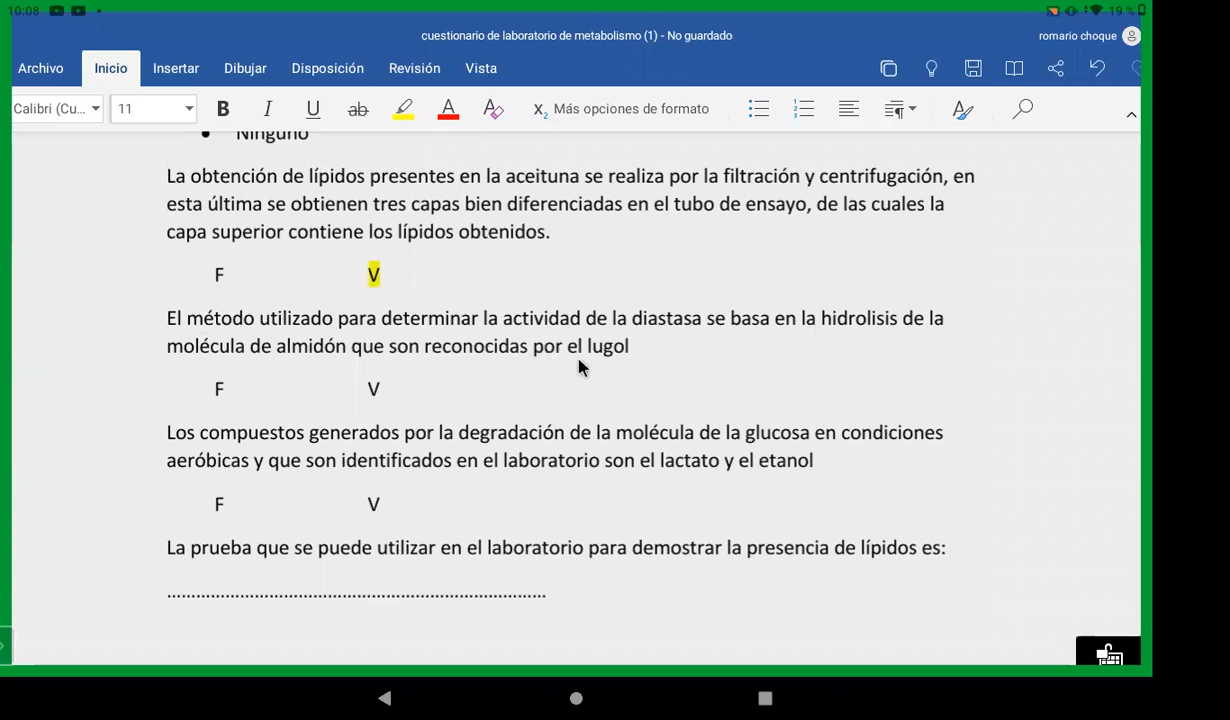 10:08
19 %
cuestionario de laboratorio de metabolismo (1) - No guardado
romario choque
Archivo Inicio Insertar Dibujar Disposición Revisión Vista
Calibri (Cu... 11 B I U ab A A X₂ Más opciones de formato
• Ninguno
La obtención de lípidos presentes en la aceituna se realiza por la filtración y centrifugación, en
esta última se obtienen tres capas bien diferenciadas en el tubo de ensayo, de las cuales la
capa superior contiene los lípidos obtenidos.
F V
El método utilizado para determinar la actividad de la diastasa se basa en la hidrolisis de la
molécula de almidón que son reconocidas por el lugol
F V
Los compuestos generados por la degradación de la molécula de la glucosa en condiciones
aeróbicas y que son identificados en el laboratorio son el lactato y el etanol
F V
La prueba que se puede utilizar en el laboratorio para demostrar la presencia de lípidos es:
..............................................................................